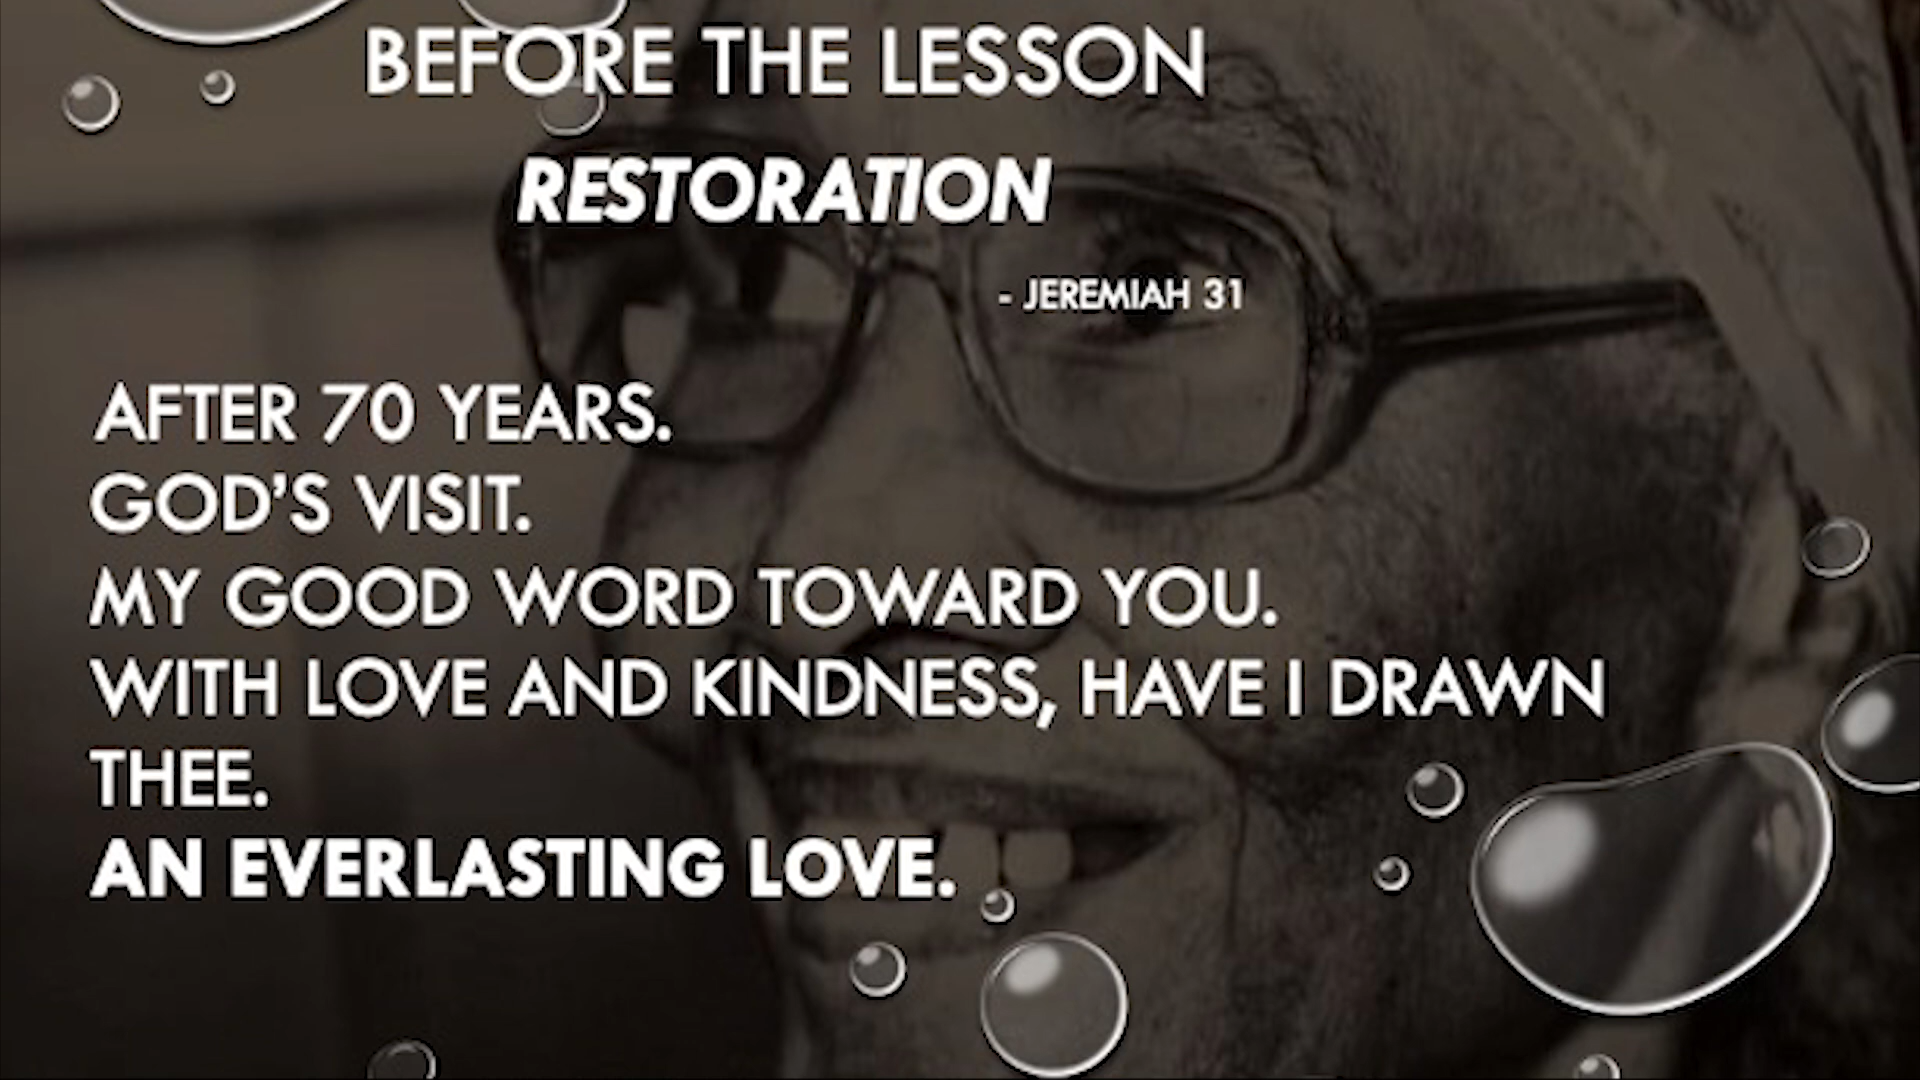 BEFORE THE LESSON
RESTORATION
- JEREMIAH 31
AFTER 70 YEARS.
GOD’S VISIT.
MY GOOD WORD TOWARD YOU.
WITH LOVE AND KINDNESS, HAVE I DRAWN
THEE.
AN EVERLASTING LOVE.